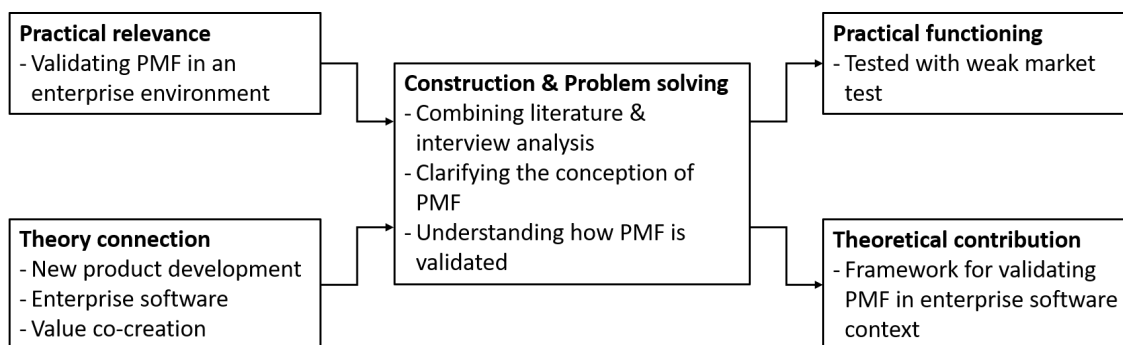 Practical relevance
- Validating PMF in an
enterprise environment
Theory connection
- New product development
- Enterprise software
- Value co-creation
Construction & Problem solving
- Combining literature &
interview analysis
- Clarifying the conception of
PMF
- Understanding how PMF is
validated
Practical functioning
- Tested with weak market
test
Theoretical contribution
- Framework for validating
PMF in enterprise software
context